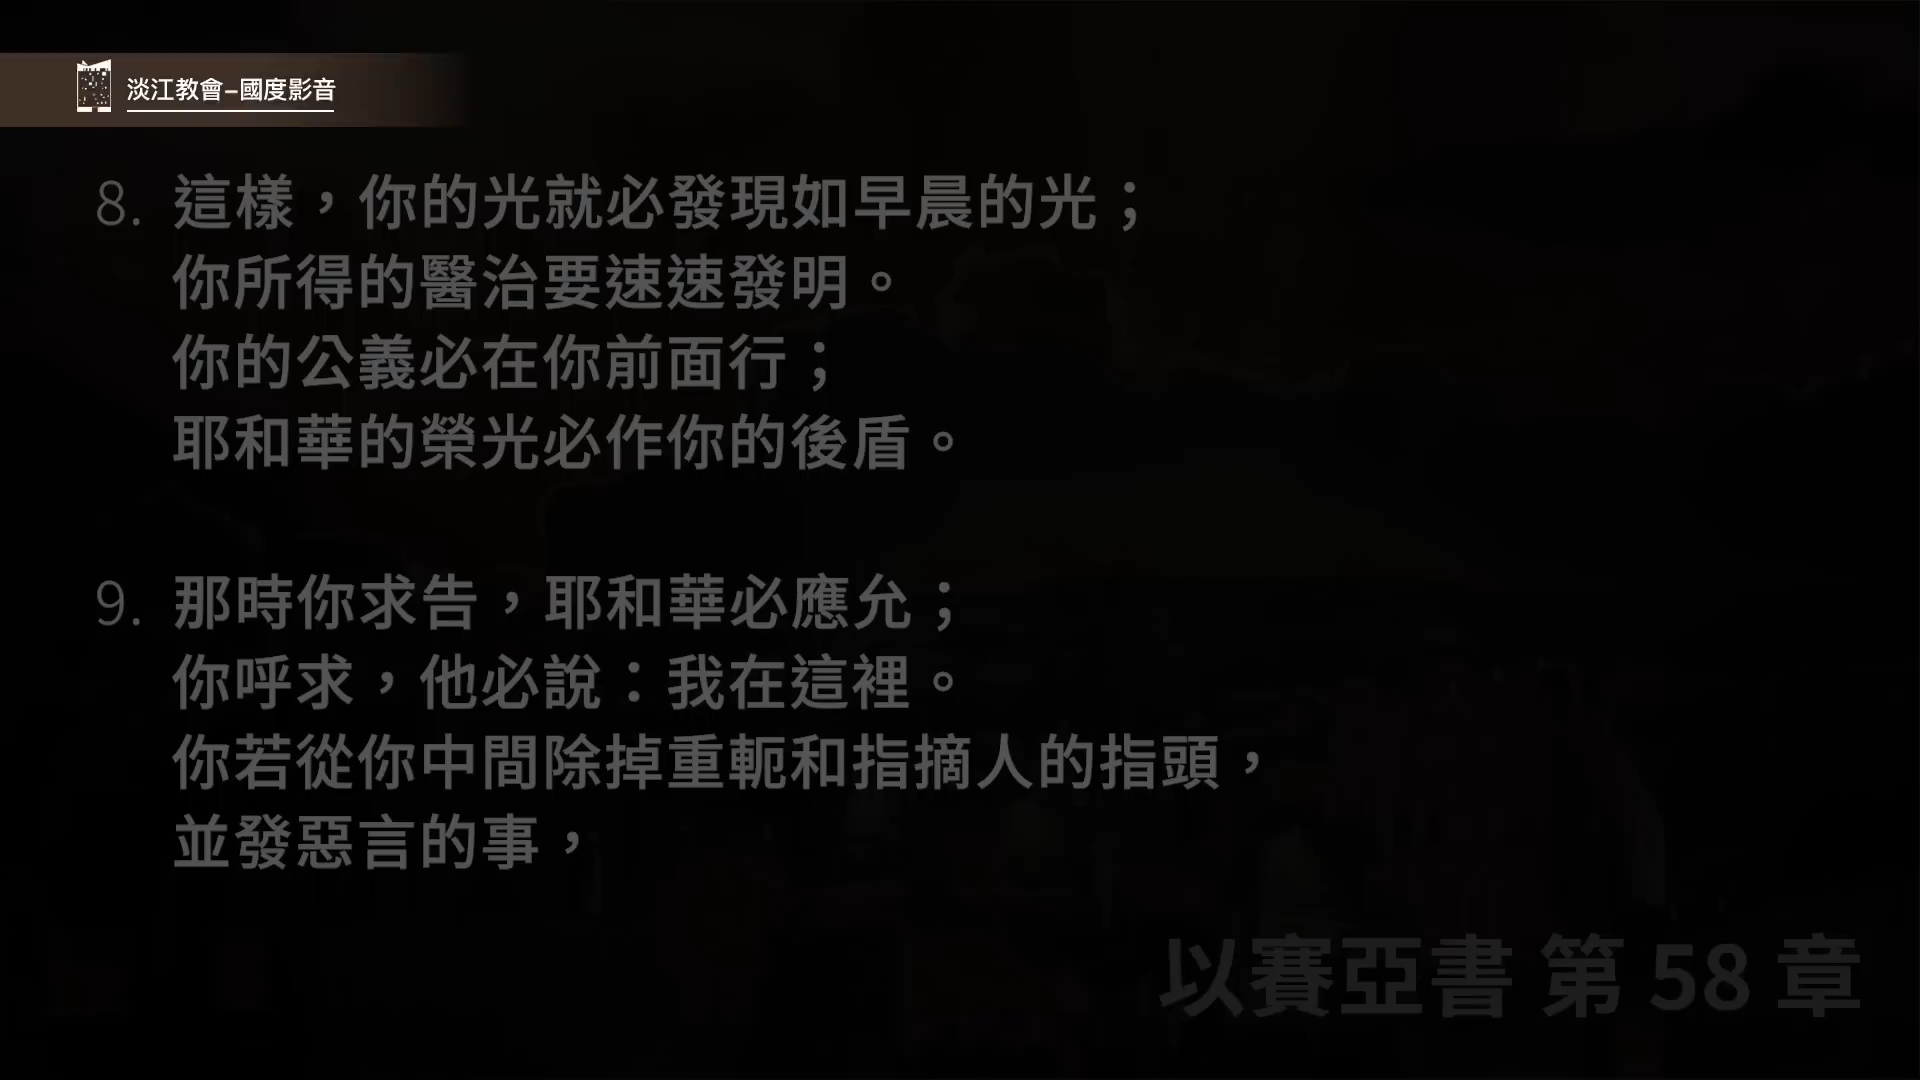 淡江教會–國度影音
8. 這樣，你的光就必發現如早晨的光；
你所得的醫治要速速發明。
你的公義必在你前面行；
耶和華的榮光必作你的後盾。
9. 那時你求告，耶和華必應允；
你呼求，他必說：我在這裡。
你若從你中間除掉重軛和指摘人的指頭，
並發惡言的事，
以賽亞書 第 58 章